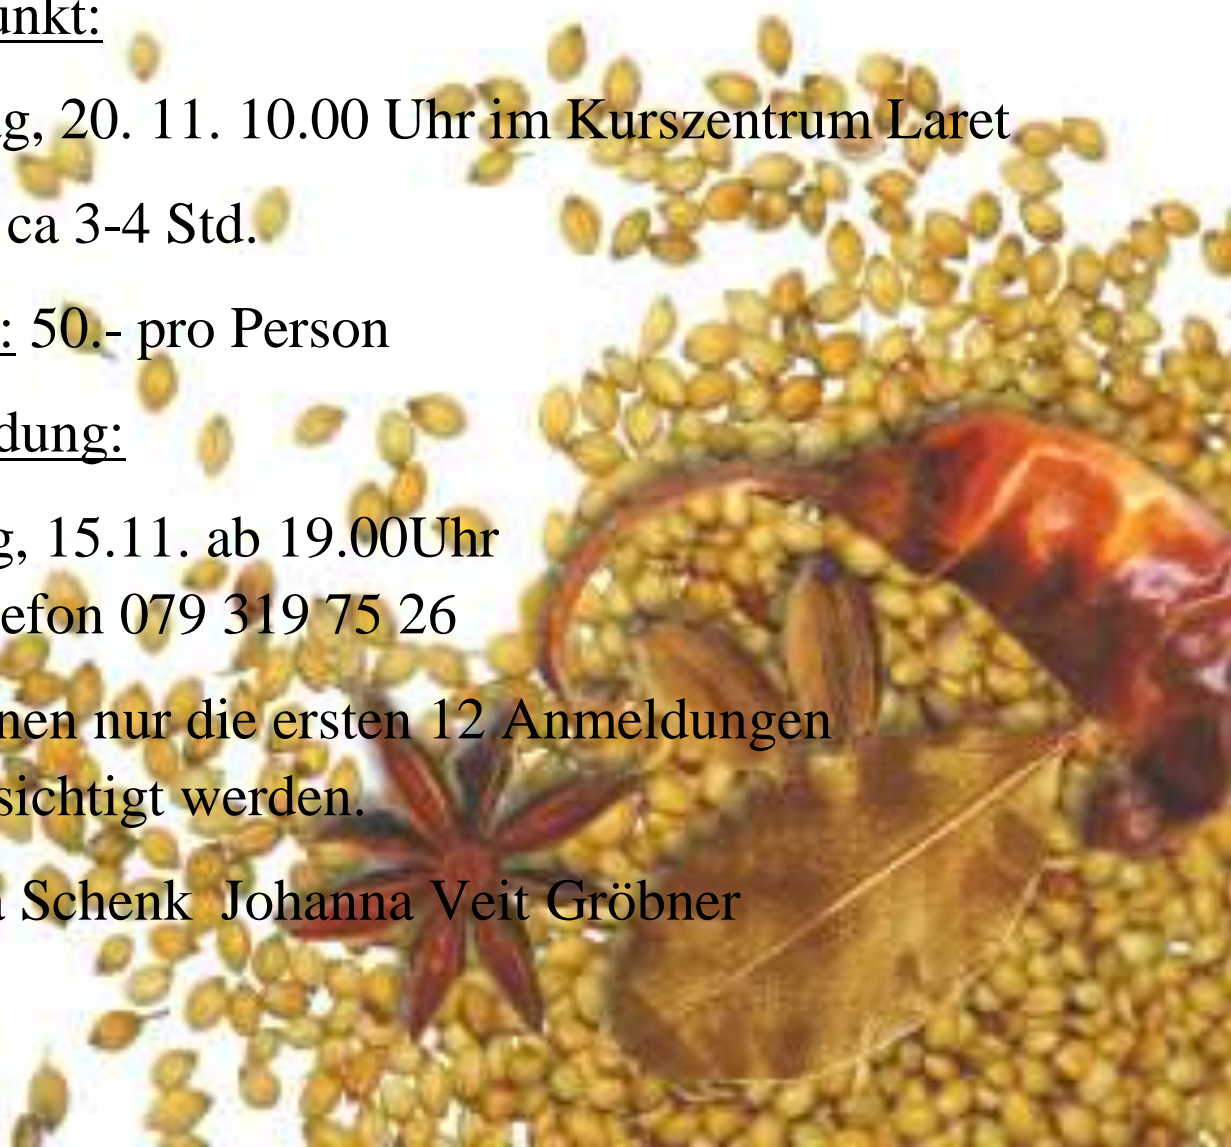 unkt:
g, 20. 11. 10.00 Uhr im Kurszentrum Laret
ca 3-4 Std.
: 50.- pro Person
dung:
g, 15.11. ab 19.00Uhr
efon 079 319 75 26
nen nur die ersten 12 Anmeldungen
sichtigt werden.
Schenk Johanna Veit Gröbner